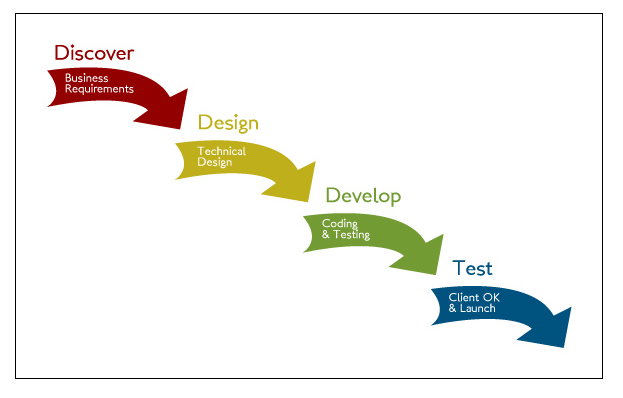 Discover
Business
Requirements
Design
Technical
Design
Develop
Coding
& Testing
Test
Client OK
& Launch